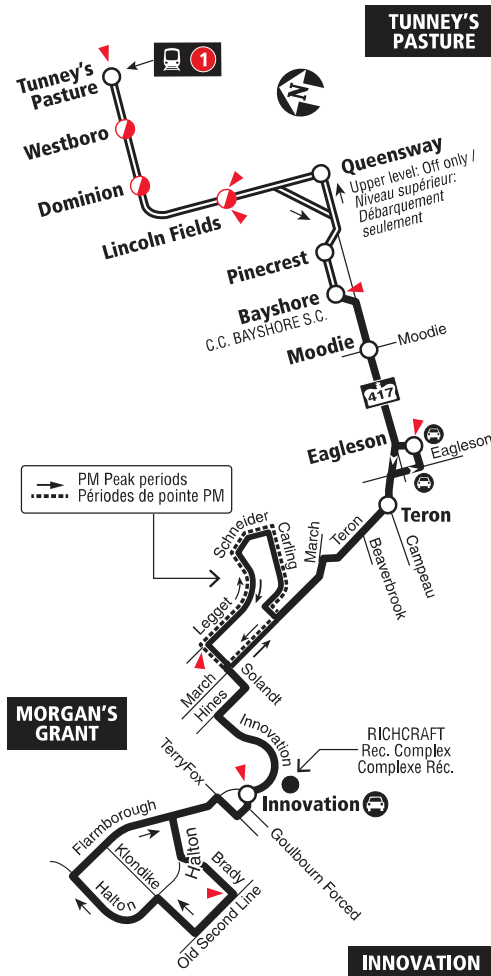 TUNNEY'S
PASTURE
1
Tunney's
Pasture
N
Westboro
Queensway
Upper level: Off only /
Niveau supérieur:
Débarquement
seulement
Dominion
Lincoln Fields
Pinecrest
Bayshore
C.C. BAYSHORE S.C.
Moodie
Moodie
417
Eagleson
Eagleson
PM Peak periods
Périodes de pointe PM
Teron
Schneider
Carling
March
Teron
Beaverbrook
Campeau
Legget
March
Solandt
Hines
MORGAN'S
GRANT
Innovation
RICHCRAFT
Rec. Complex
Complexe Réc.
TerryFox
Innovation
Flarmborough
Goulbourn Forced
Klondike
Halton
Halton
Brady
Old Second Line
INNOVATION